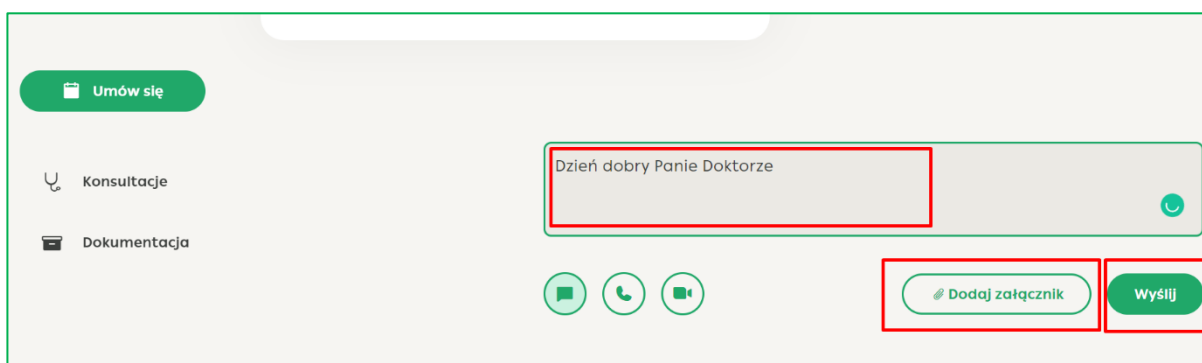 Umów się
Dzień dobry Panie Doktorze
Konsultacje
Dokumentacja
Dodaj załącznik
Wyślij